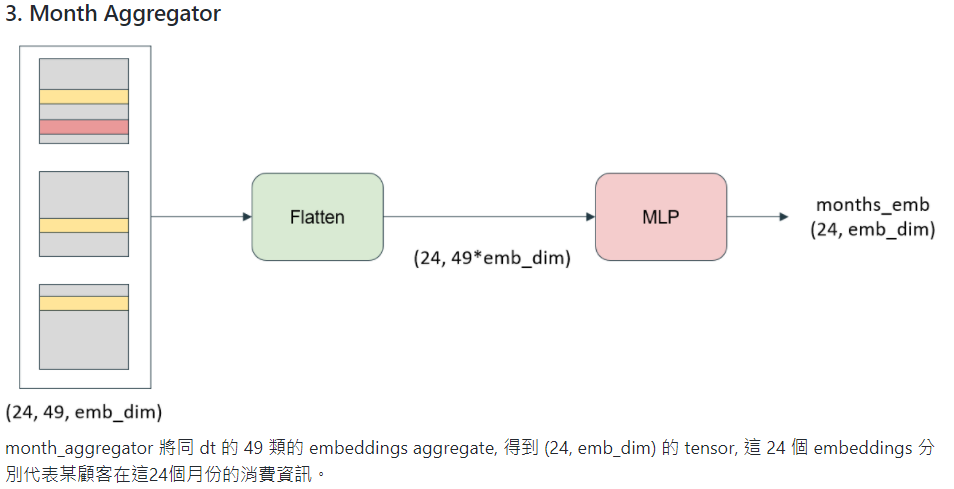 3. Month Aggregator
Flatten
MLP
months_emb
(24, emb_dim)
(24, 49*emb_dim)
(24, 49, emb_dim)
month_aggregator 將同 dt 的 49 類的 embeddings aggregate, 得到 (24, emb_dim) 的 tensor, 這 24 個 embeddings 分
別代表某顧客在這24個月份的消費資訊。